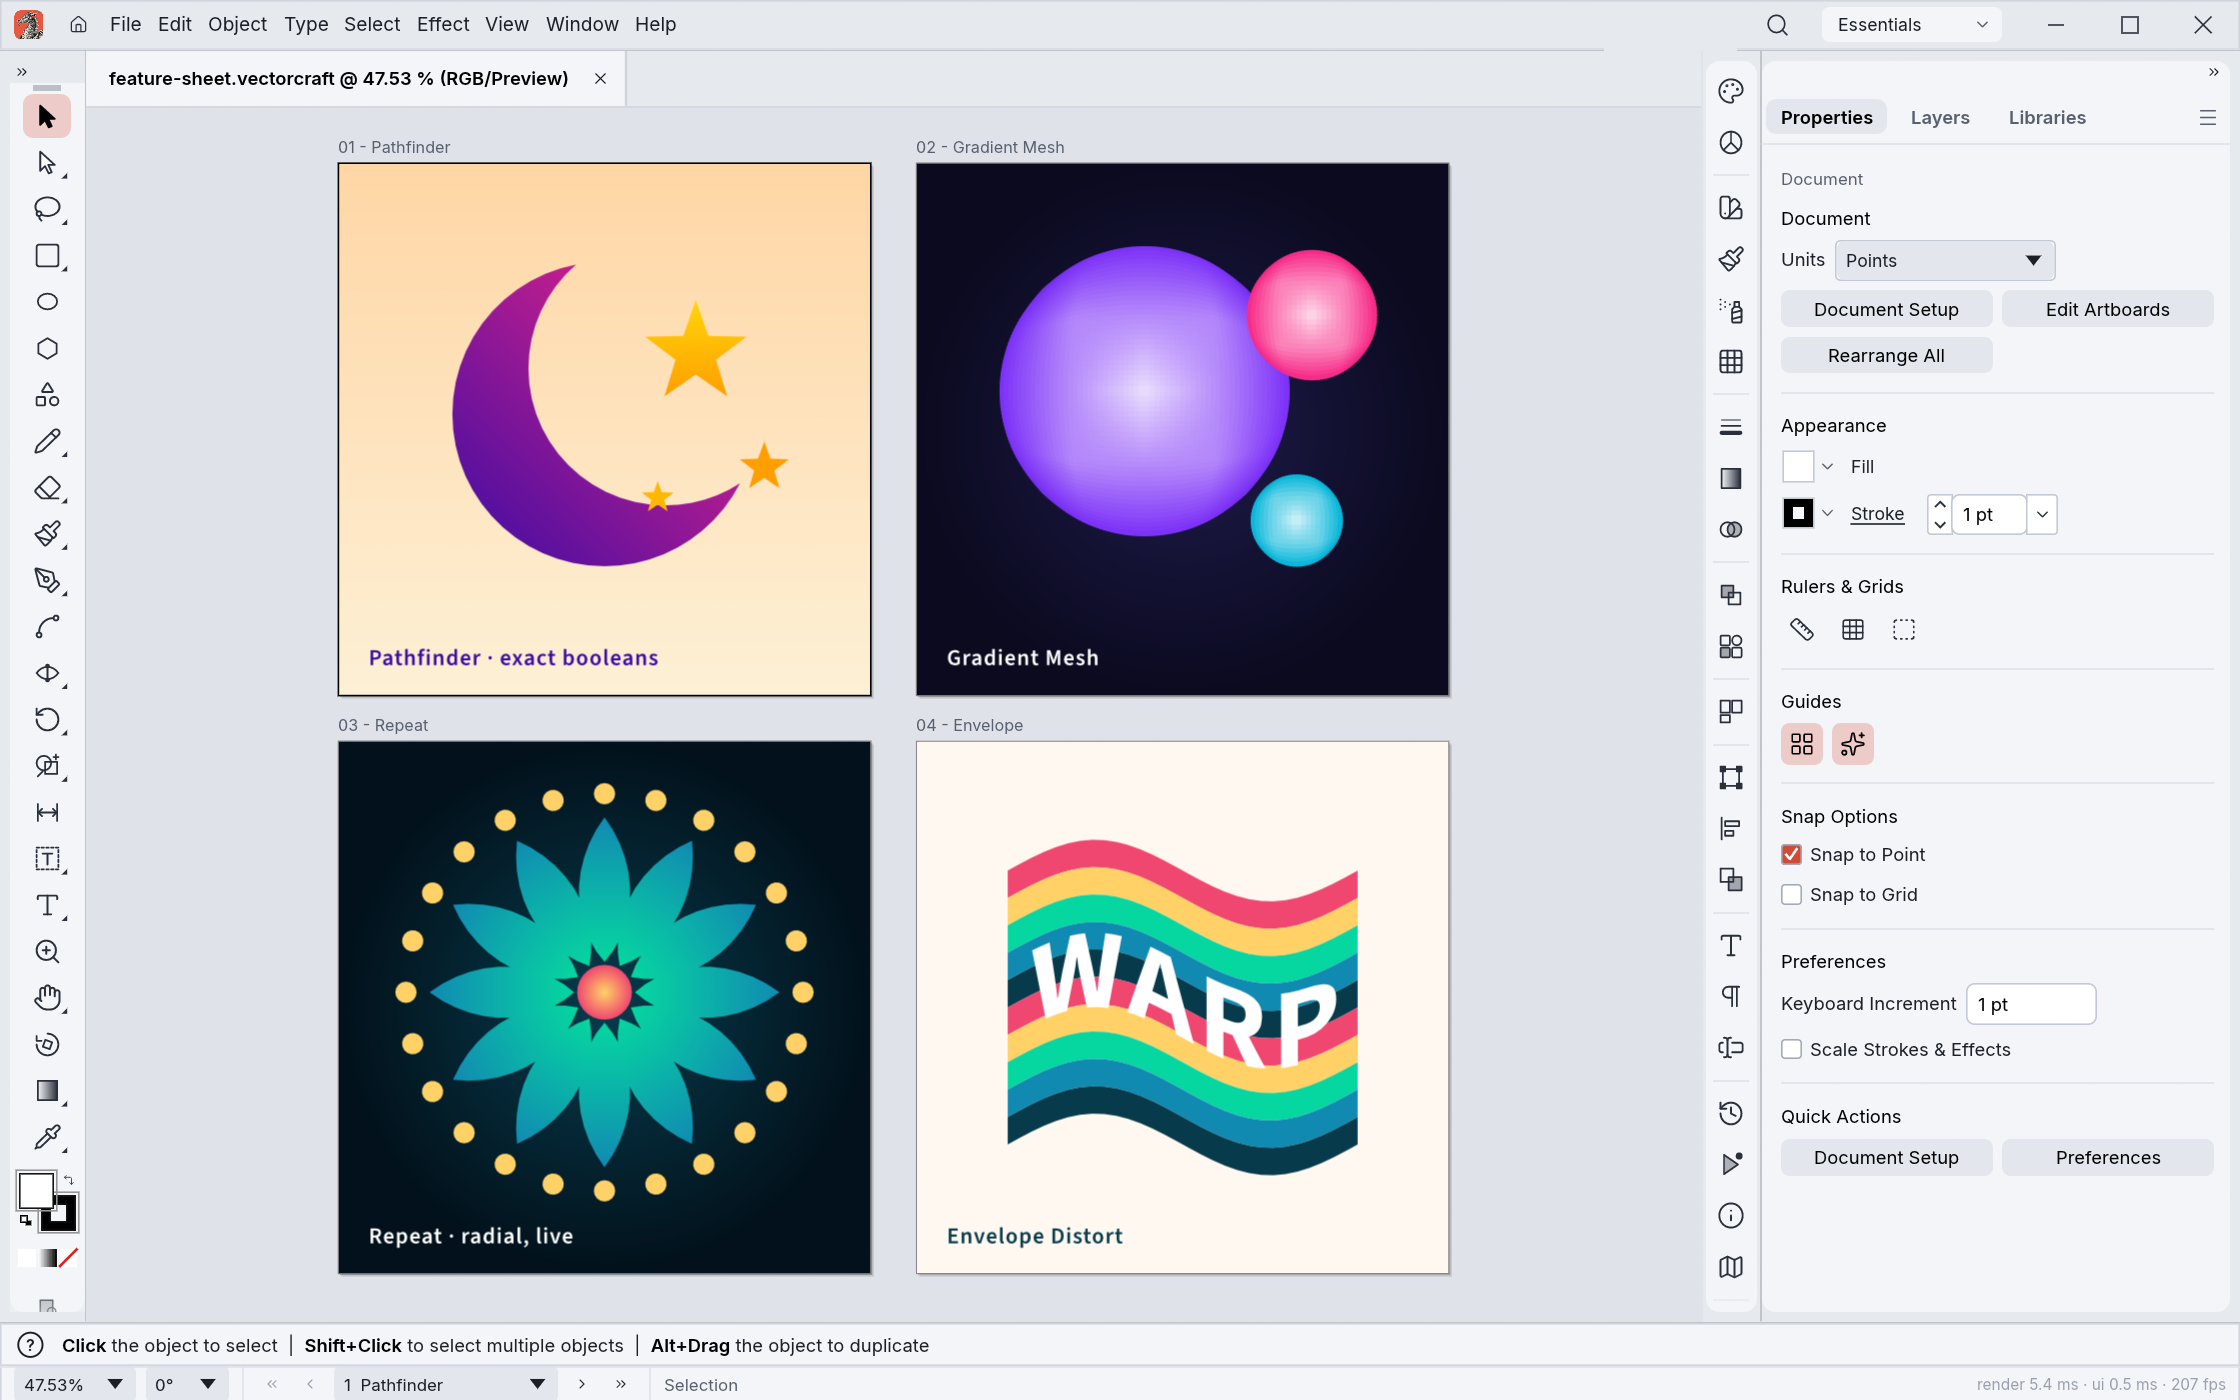 File Edit Object Type Select Effect View Window Help
Essentials
feature-sheet.vectorcraft @ 47.53 % (RGB/Preview)
01 - Pathfinder
Pathfinder · exact booleans
02 - Gradient Mesh
Gradient Mesh
03 - Repeat
Repeat · radial, live
04 - Envelope
WARP
Envelope Distort
Properties Layers Libraries
Document
Document
Units Points
Document Setup Edit Artboards
Rearrange All
Appearance
Fill
Stroke 1 pt
Rulers & Grids
Guides
Snap Options
Snap to Point
Snap to Grid
Preferences
Keyboard Increment 1 pt
Scale Strokes & Effects
Quick Actions
Document Setup Preferences
Click the object to select | Shift+Click to select multiple objects | Alt+Drag the object to duplicate
47.53% 0° 1 Pathfinder Selection
render 5.4 ms · ui 0.5 ms · 207 fps